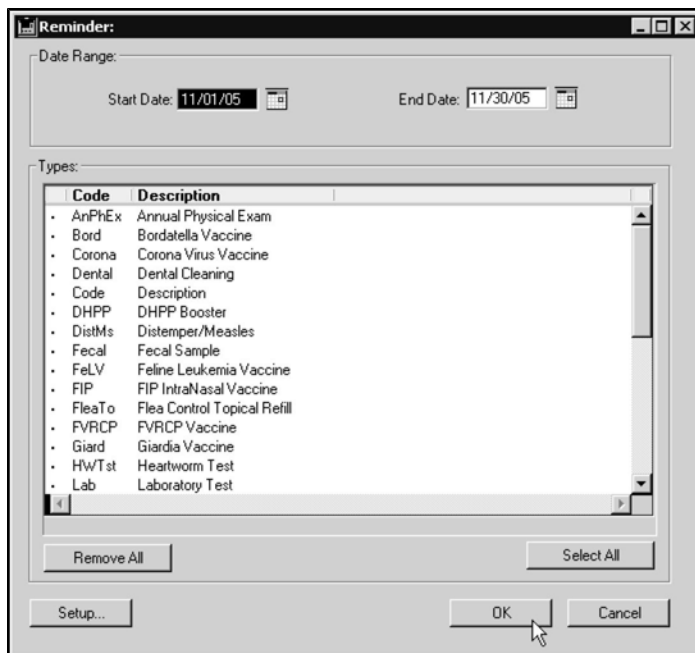 Reminder:
Date Range:
Start Date: 11/01/05 End Date: 11/30/05
Types:
Code Description
· AnPhEx Annual Physical Exam
· Bord Bordatella Vaccine
· Corona Corona Virus Vaccine
· Dental Dental Cleaning
· Code Description
· DHPP DHPP Booster
· DistMs Distemper/Measles
· Fecal Fecal Sample
· FeLV Feline Leukemia Vaccine
· FIP FIP IntraNasal Vaccine
· FleaTo Flea Control Topical Refill
· FVRCP FVRCP Vaccine
· Giard Giardia Vaccine
· HWTst Heartworm Test
· Lab Laboratory Test
Remove All Select All
Setup... OK Cancel